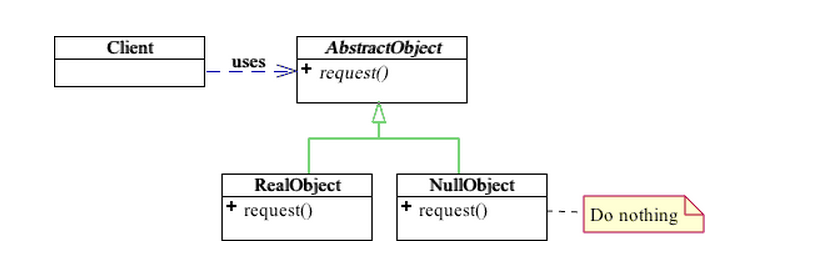 Client
uses
AbstractObject
+ request()
RealObject
+ request()
NullObject
+ request()
Do nothing